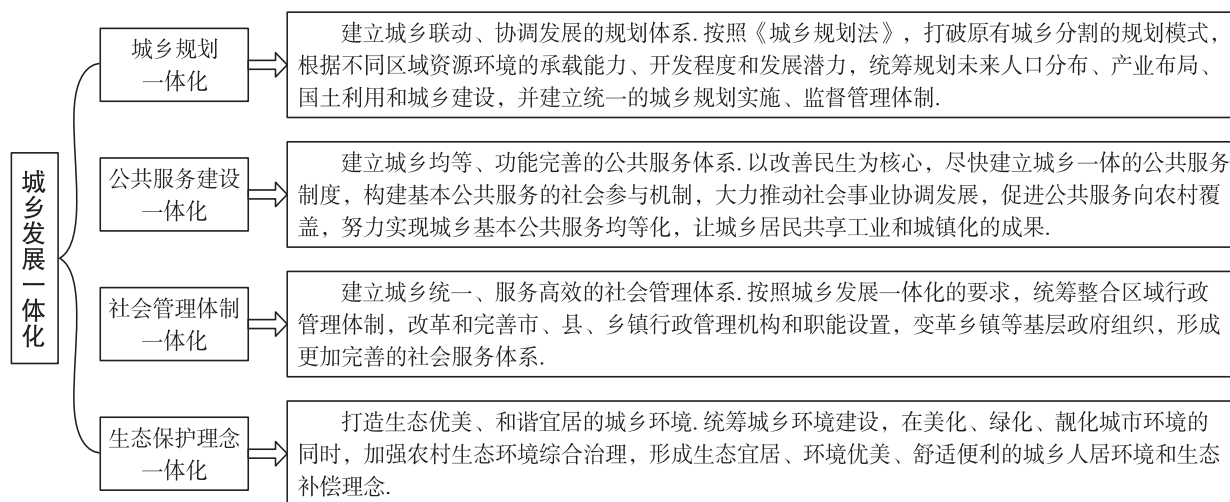 城乡发展一体化
城乡规划
一体化
建立城乡联动、协调发展的规划体系.按照《城乡规划法》，打破原有城乡分割的规划模式，
根据不同区域资源环境的承载能力、开发程度和发展潜力，统筹规划未来人口分布、产业布局、
国土利用和城乡建设，并建立统一的城乡规划实施、监督管理体制.
公共服务建设
一体化
建立城乡均等、功能完善的公共服务体系.以改善民生为核心，尽快建立城乡一体的公共服务
制度，构建基本公共服务的社会参与机制，大力推动社会事业协调发展，促进公共服务向农村覆
盖，努力实现城乡基本公共服务均等化，让城乡居民共享工业和城镇化的成果.
社会管理体制
一体化
建立城乡统一、服务高效的社会管理体系.按照城乡发展一体化的要求，统筹整合区域行政
管理体制，改革和完善市、县、乡镇行政管理机构和职能设置，变革乡镇等基层政府组织，形成
更加完善的社会服务体系.
生态保护理念
一体化
打造生态优美、和谐宜居的城乡环境.统筹城乡环境建设，在美化、绿化、靓化城市环境的
同时，加强农村生态环境综合治理，形成生态宜居、环境优美、舒适便利的城乡人居环境和生态
补偿理念.